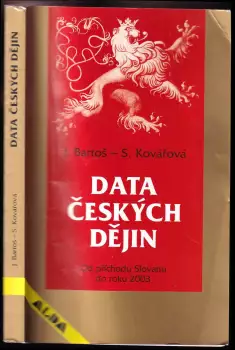 DATA ČESKÝCH DĚJIN
J. Bartoš – S. Kovářová
J. Bartoš – S. Kovářová
DATA
ČESKÝCH
DĚJIN
Od příchodu Slovanů
do roku 2003
ALDA